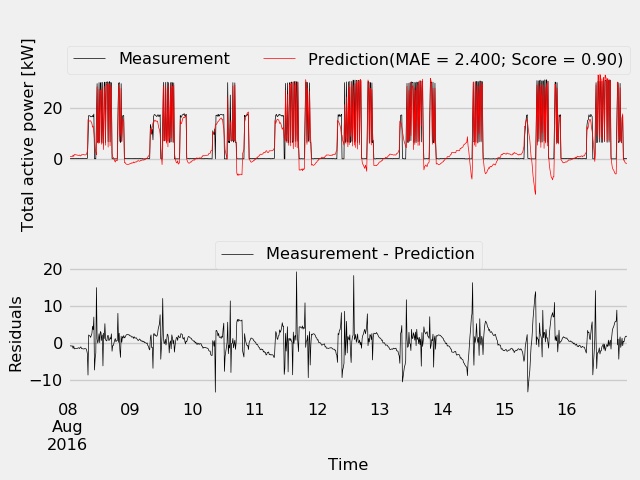 Measurement
Prediction(MAE = 2.400; Score = 0.90)
Total active power [kW]
20
0
Measurement - Prediction
Residuals
20
10
0
−10
08 09 10 11 12 13 14 15 16
Aug
2016
Time